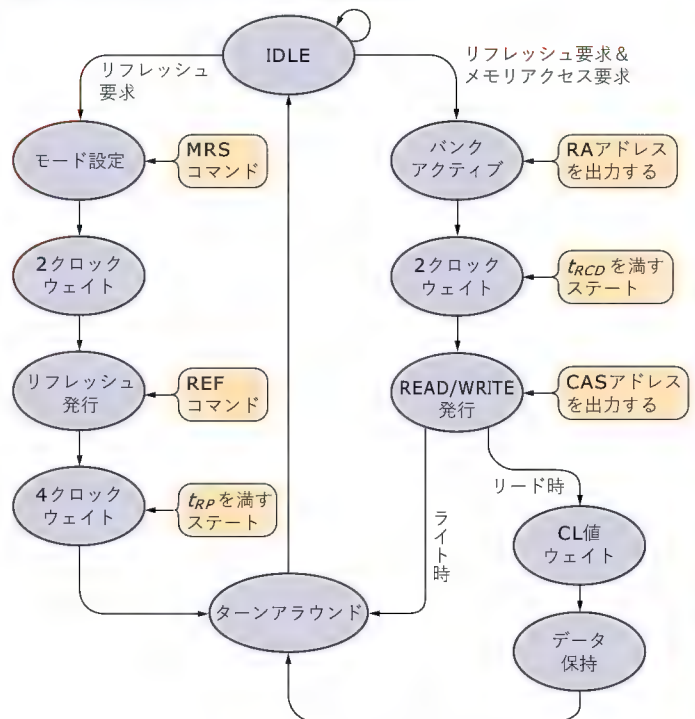 IDLE
リフレッシュ
要求
リフレッシュ要求&
メモリアクセス要求
モード設定
MRS
コマンド
バンク
アクティブ
RAアドレス
を出力する
2クロック
ウェイト
2クロック
ウェイト
tRCD を満す
ステート
リフレッシュ
発行
REF
コマンド
READ/WRITE
発行
CASアドレス
を出力する
4クロック
ウェイト
tRPを満す
ステート
ライト時
リード時
CL値
ウェイト
ターンアラウンド
データ
保持